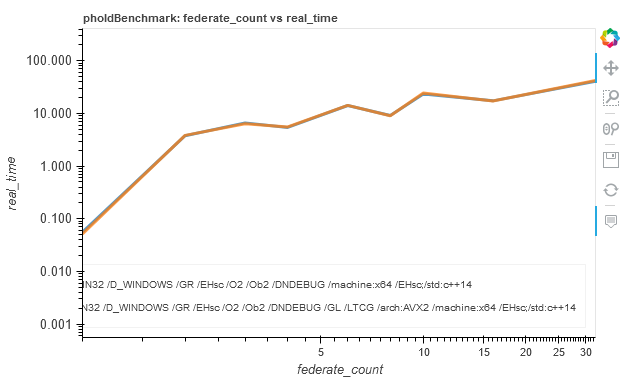 pholdBenchmark: federate_count vs real_time
100.000
10.000
1.000
0.100
0.010
0.001
real_time
IN32 /D_WINDOWS /GR /EHsc /O2 /Ob2 /DNDEBUG /machine:x64 /EHsc;/std:c++14
IN32 /D_WINDOWS /GR /EHsc /O2 /Ob2 /DNDEBUG /GL /LTCG /arch:AVX2 /machine:x64 /EHsc;/std:c++14
5 10 15 20 25 30
federate_count